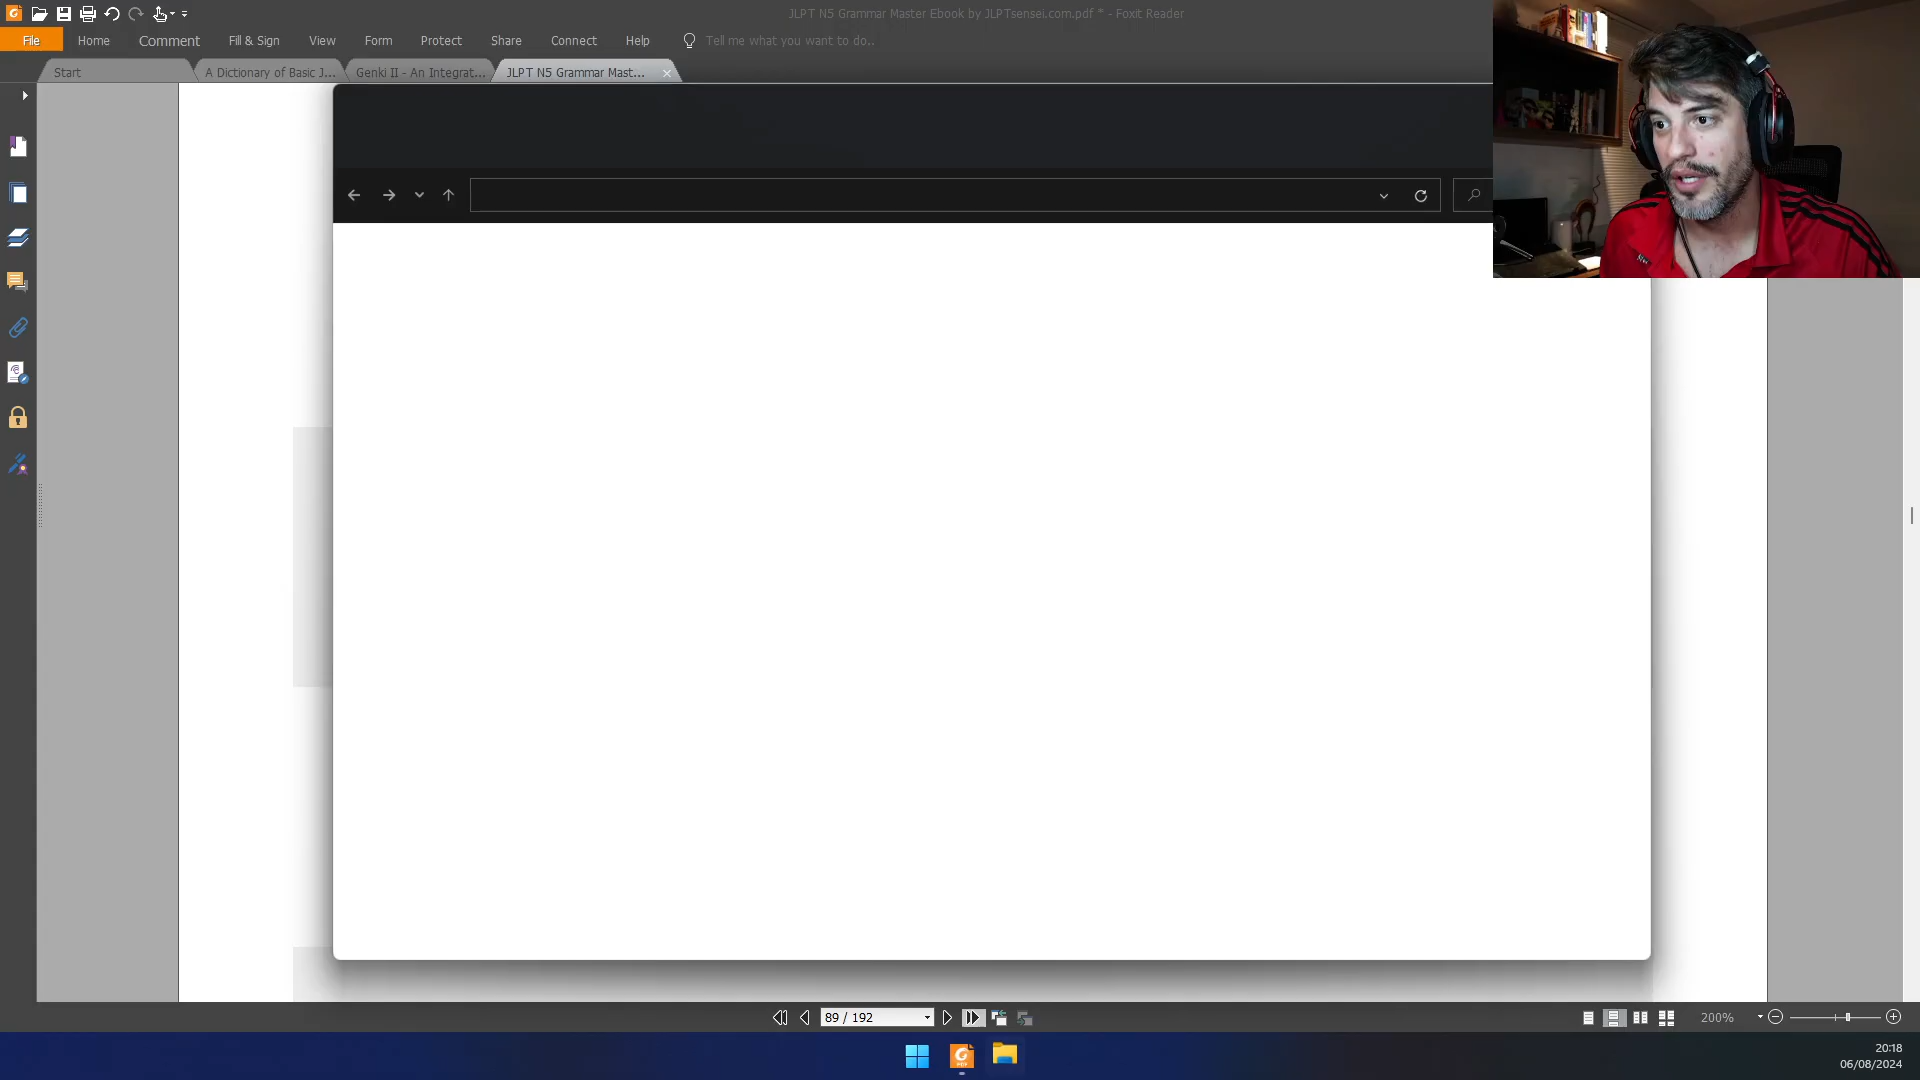 JLPT N5 Grammar Master Ebook by JLPTsensei.com.pdf * - Foxit Reader
File Home Comment Fill & Sign View Form Protect Share Connect Help Tell me what you want to do..
Start A Dictionary of Basic J... Genki II - An Integrat... JLPT N5 Grammar Mast...
89 / 192
200%
20:18
06/08/2024